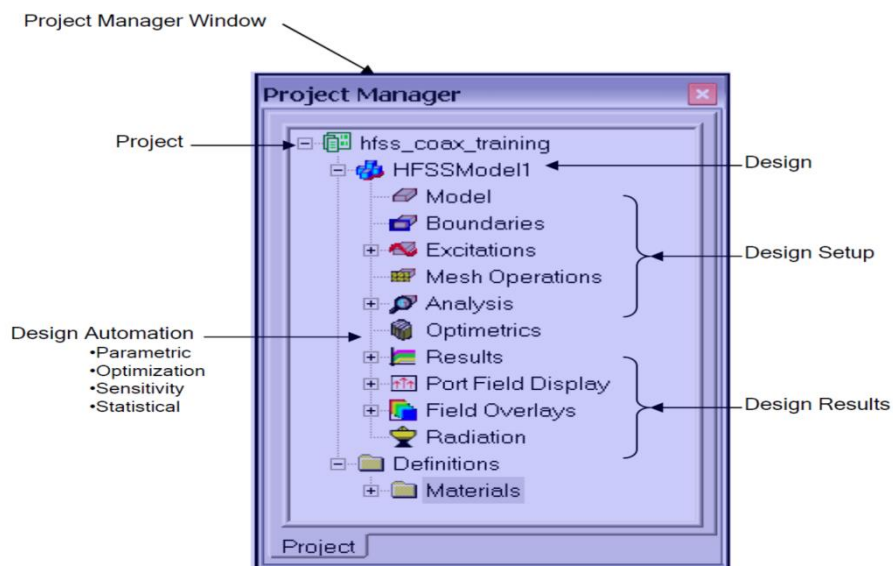 Project Manager Window
Project Manager
Project
hfss_coax_training
HFSSModel1
Design
Model
Boundaries
Excitations
Design Setup
Mesh Operations
Analysis
Design Automation
•Parametric
•Optimization
•Sensitivity
•Statistical
Optimetrics
Results
Port Field Display
Field Overlays
Design Results
Radiation
Definitions
Materials
Project